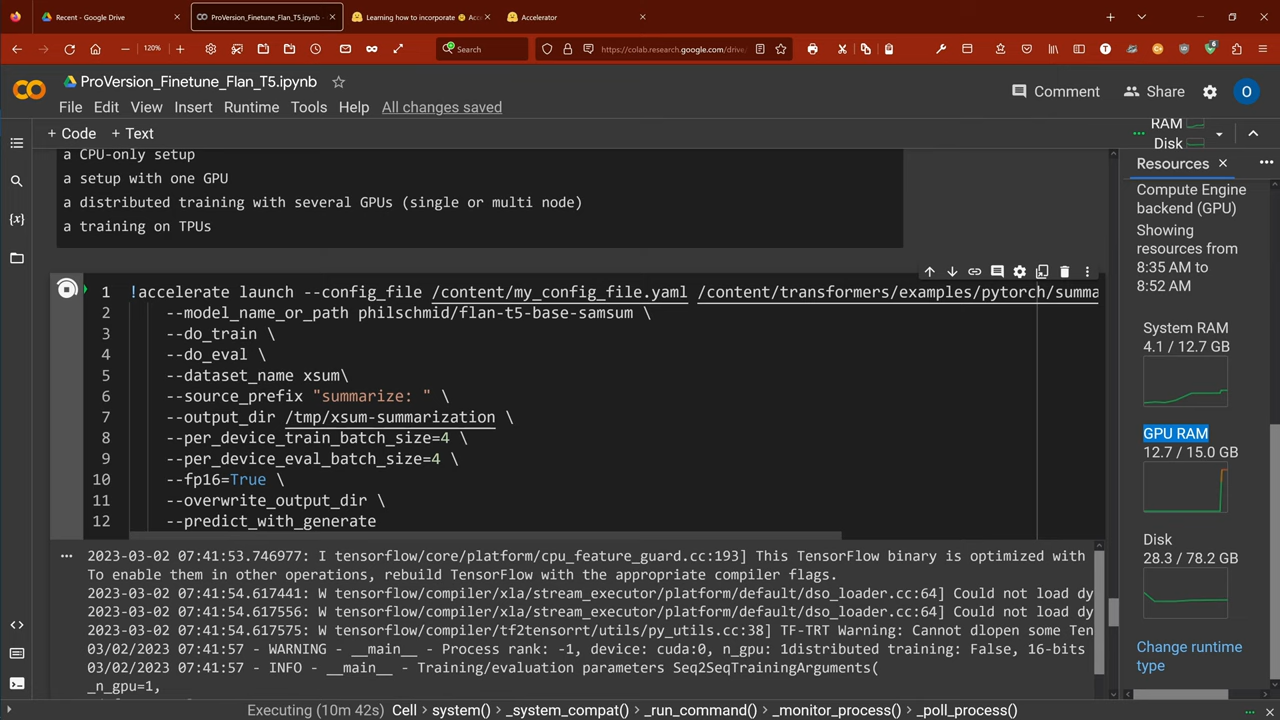 Recent - Google Drive
ProVersion_Finetune_Flan_T5.ipynb
Learning how to incorporate
Acc
Accelerator
120%
Search
https://colab.research.google.com/drive
ProVersion_Finetune_Flan_T5.ipynb
File Edit View Insert Runtime Tools Help All changes saved
Comment
Share
O
+ Code + Text
RAM
Disk
a CPU-only setup
a setup with one GPU
a distributed training with several GPUs (single or multi node)
a training on TPUs
1 !accelerate launch --config_file /content/my_config_file.yaml /content/transformers/examples/pytorch/summa
2 --model_name_or_path philschmid/flan-t5-base-samsum \
3 --do_train \
4 --do_eval \
5 --dataset_name xsum\
6 --source_prefix "summarize: " \
7 --output_dir /tmp/xsum-summarization \
8 --per_device_train_batch_size=4 \
9 --per_device_eval_batch_size=4 \
10 --fp16=True \
11 --overwrite_output_dir \
12 --predict_with_generate
2023-03-02 07:41:53.746977: I tensorflow/core/platform/cpu_feature_guard.cc:193] This TensorFlow binary is optimized with
To enable them in other operations, rebuild TensorFlow with the appropriate compiler flags.
2023-03-02 07:41:54.617441: W tensorflow/compiler/xla/stream_executor/platform/default/dso_loader.cc:64] Could not load dy
2023-03-02 07:41:54.617556: W tensorflow/compiler/xla/stream_executor/platform/default/dso_loader.cc:64] Could not load dy
2023-03-02 07:41:54.617575: W tensorflow/compiler/tf2tensorrt/utils/py_utils.cc:38] TF-TRT Warning: Cannot dlopen some Ten
03/02/2023 07:41:57 - WARNING - __main__ - Process rank: -1, device: cuda:0, n_gpu: 1distributed training: False, 16-bits
03/02/2023 07:41:57 - INFO - __main__ - Training/evaluation parameters Seq2SeqTrainingArguments(
_n_gpu=1,
Resources
Compute Engine
backend (GPU)
Showing
resources from
8:35 AM to
8:52 AM
System RAM
4.1 / 12.7 GB
GPU RAM
12.7 / 15.0 GB
Disk
28.3 / 78.2 GB
Change runtime
type
Executing (10m 42s) Cell > system() > _system_compat() > _run_command() > _monitor_process() > _poll_process()